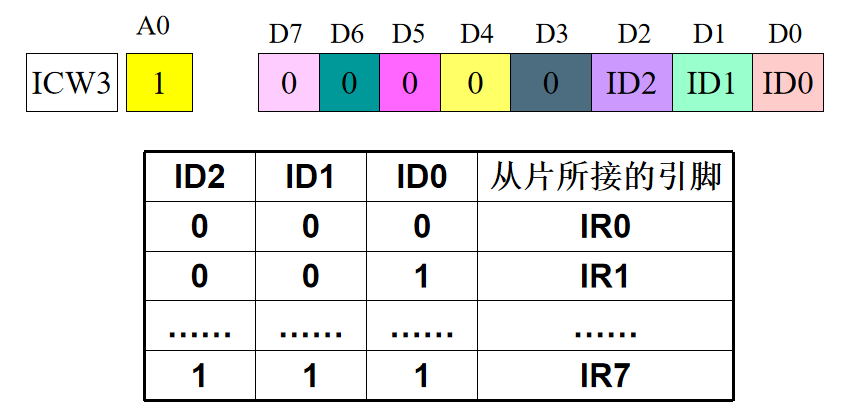 A0 D7 D6 D5 D4 D3 D2 D1 D0
ICW3 1 0 0 0 0 0 ID2 ID1 ID0
ID2 ID1 ID0 从片所接的引脚
0 0 0 IR0
0 0 1 IR1
…… …… …… ……
1 1 1 IR7